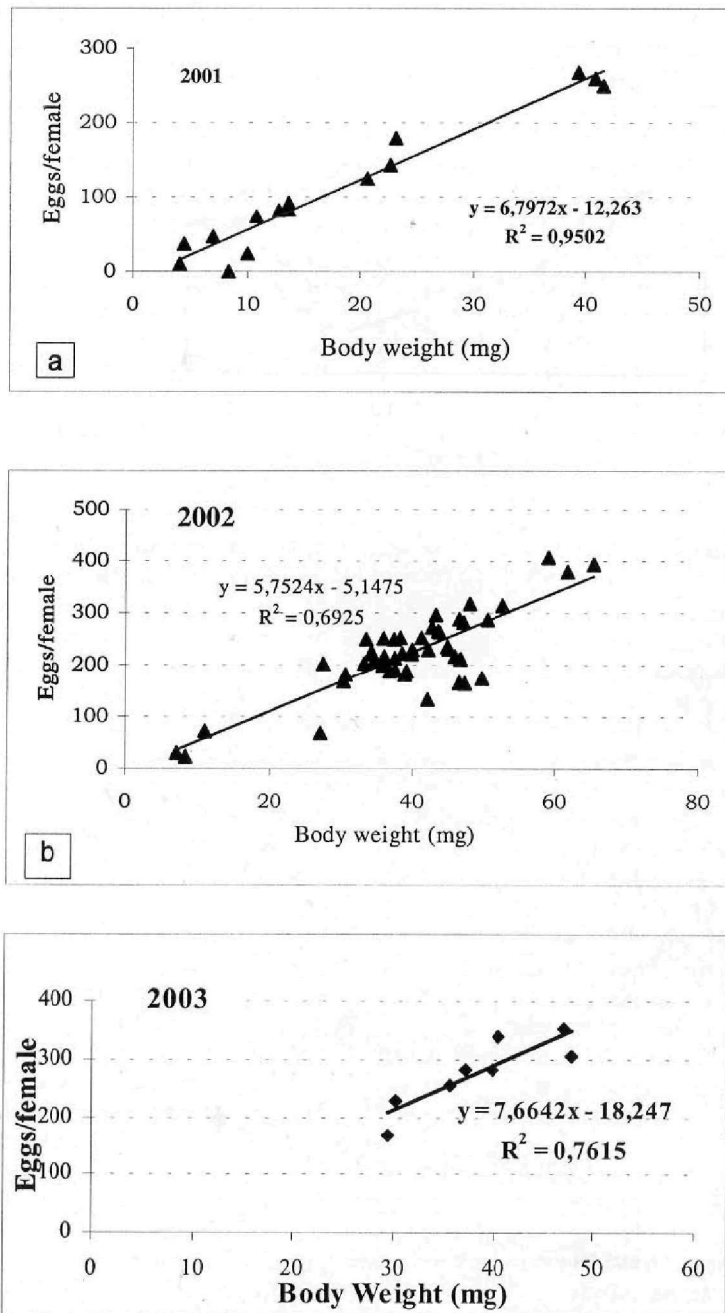 300
200
100
0
Eggs/female
2001
y = 6,7972x - 12,263
R² = 0,9502
0 10 20 30 40 50
Body weight (mg)
a
500
400
300
200
100
0
Eggs/female
2002
y = 5,7524x - 5,1475
R² = 0,6925
0 20 40 60 80
Body weight (mg)
b
400
300
200
100
0
Eggs/female
2003
y = 7,6642x - 18,247
R² = 0,7615
0 10 20 30 40 50 60
Body Weight (mg)